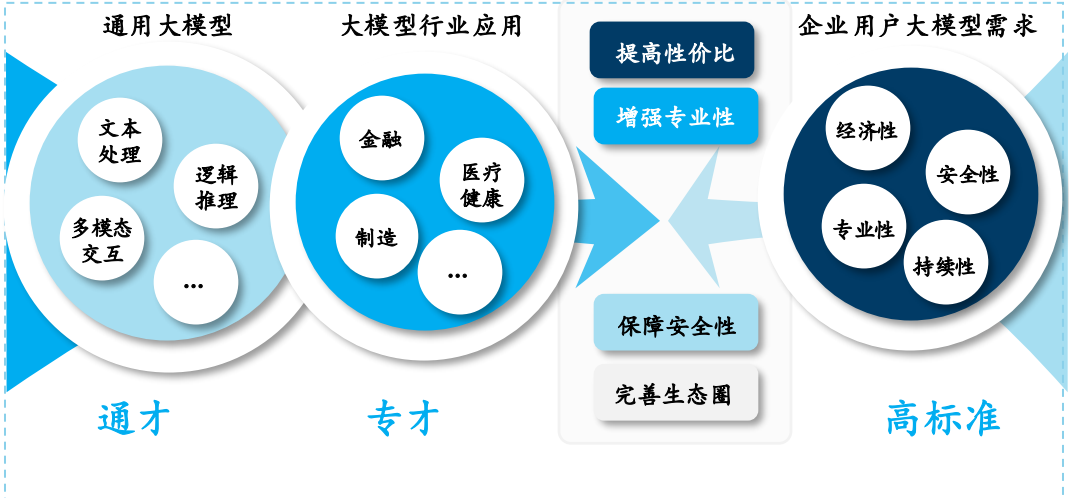 通用大模型
文本
处理
逻辑
推理
多模态
交互
...
通才
大模型行业应用
金融
医疗
健康
制造
...
专才
提高性价比
增强专业性
保障安全性
完善生态圈
企业用户大模型需求
经济性
安全性
专业性
持续性
高标准